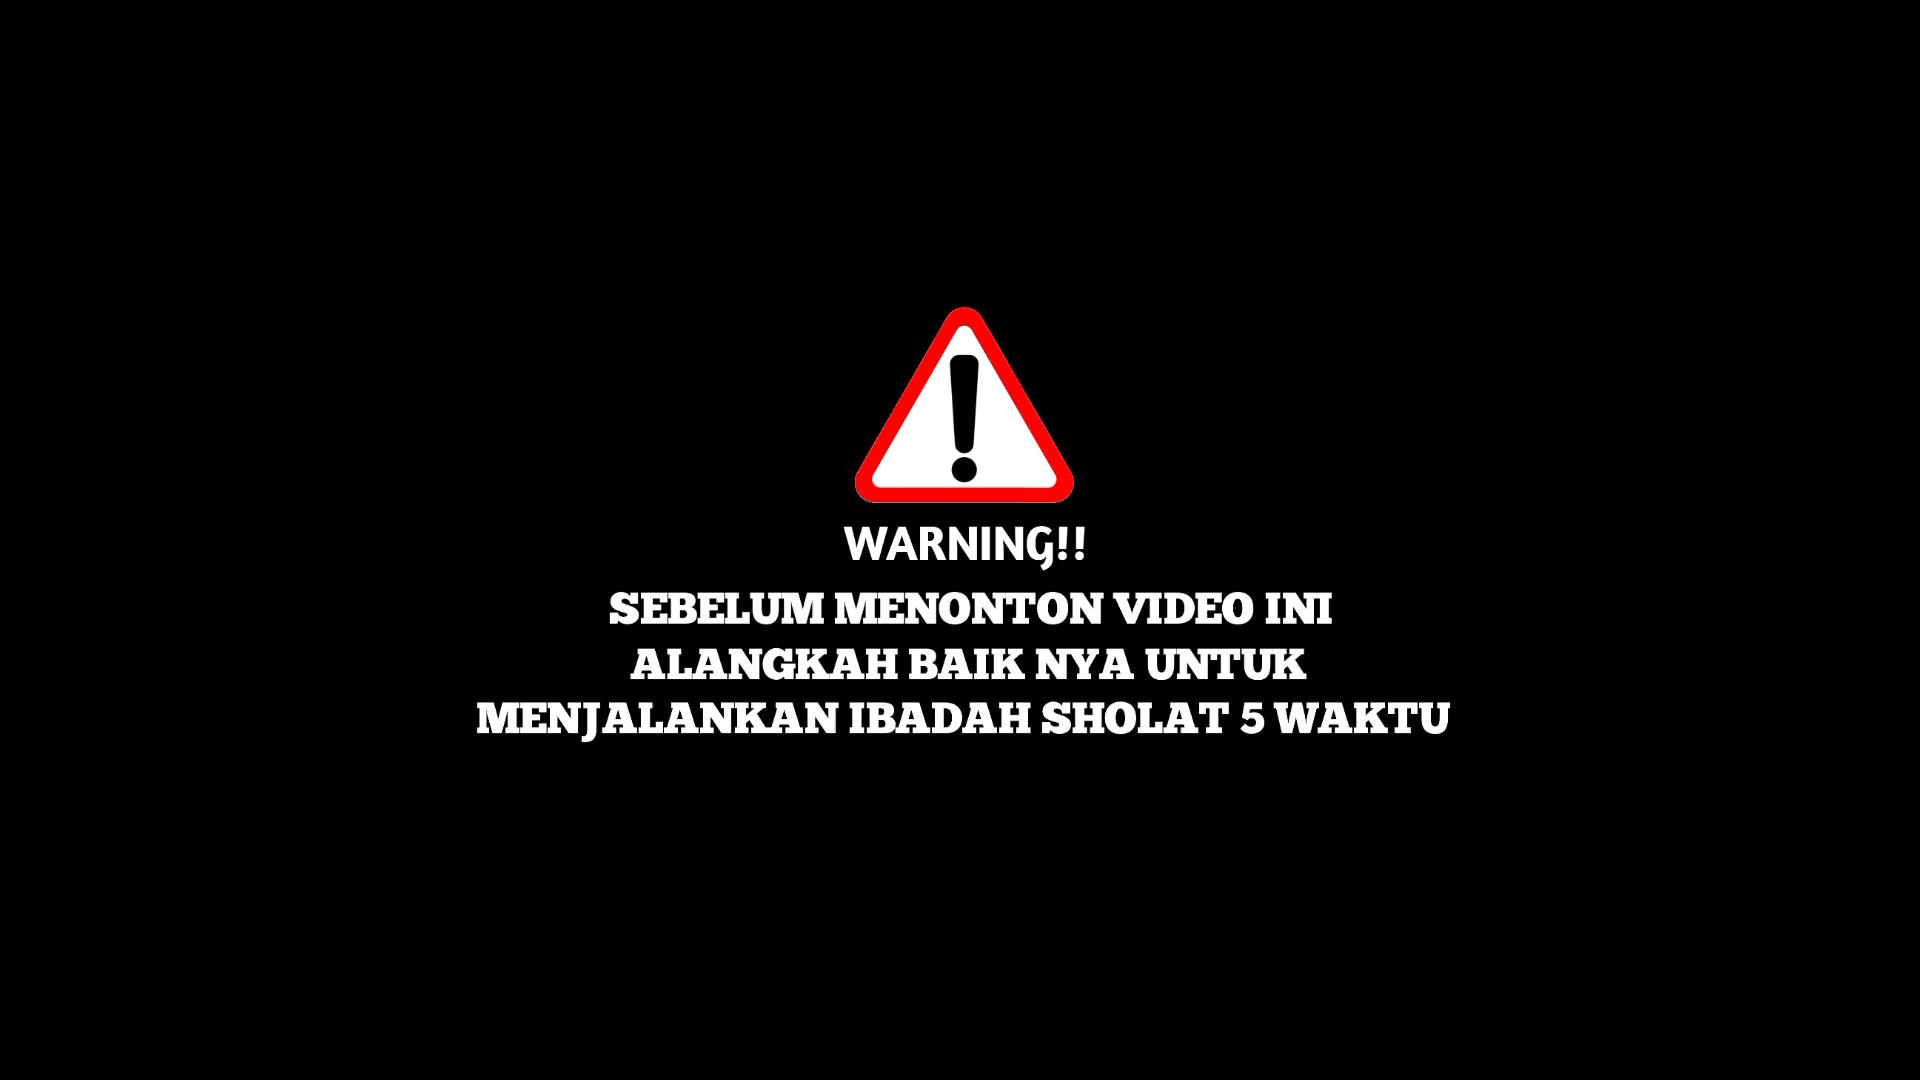 WARNING!!
SEBELUM MENONTON VIDEO INI
ALANGKAH BAIK NYA UNTUK
MENJALANKAN IBADAH SHOLAT 5 WAKTU